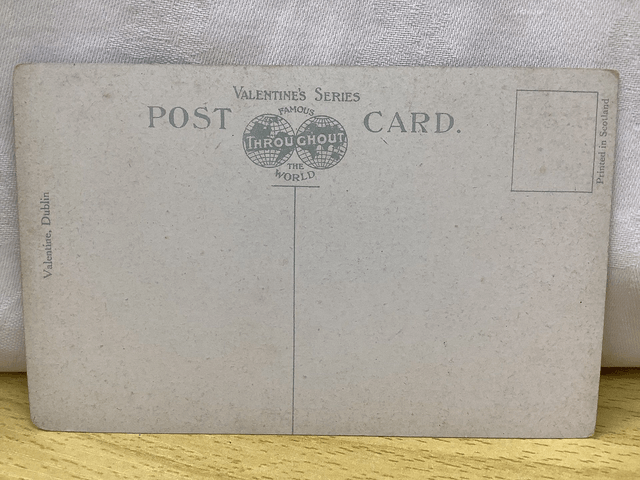 VALENTINE'S SERIES
POST CARD.
FAMOUS
THROUGHOUT
THE
WORLD
Printed in Scotland
Valentine, Dublin